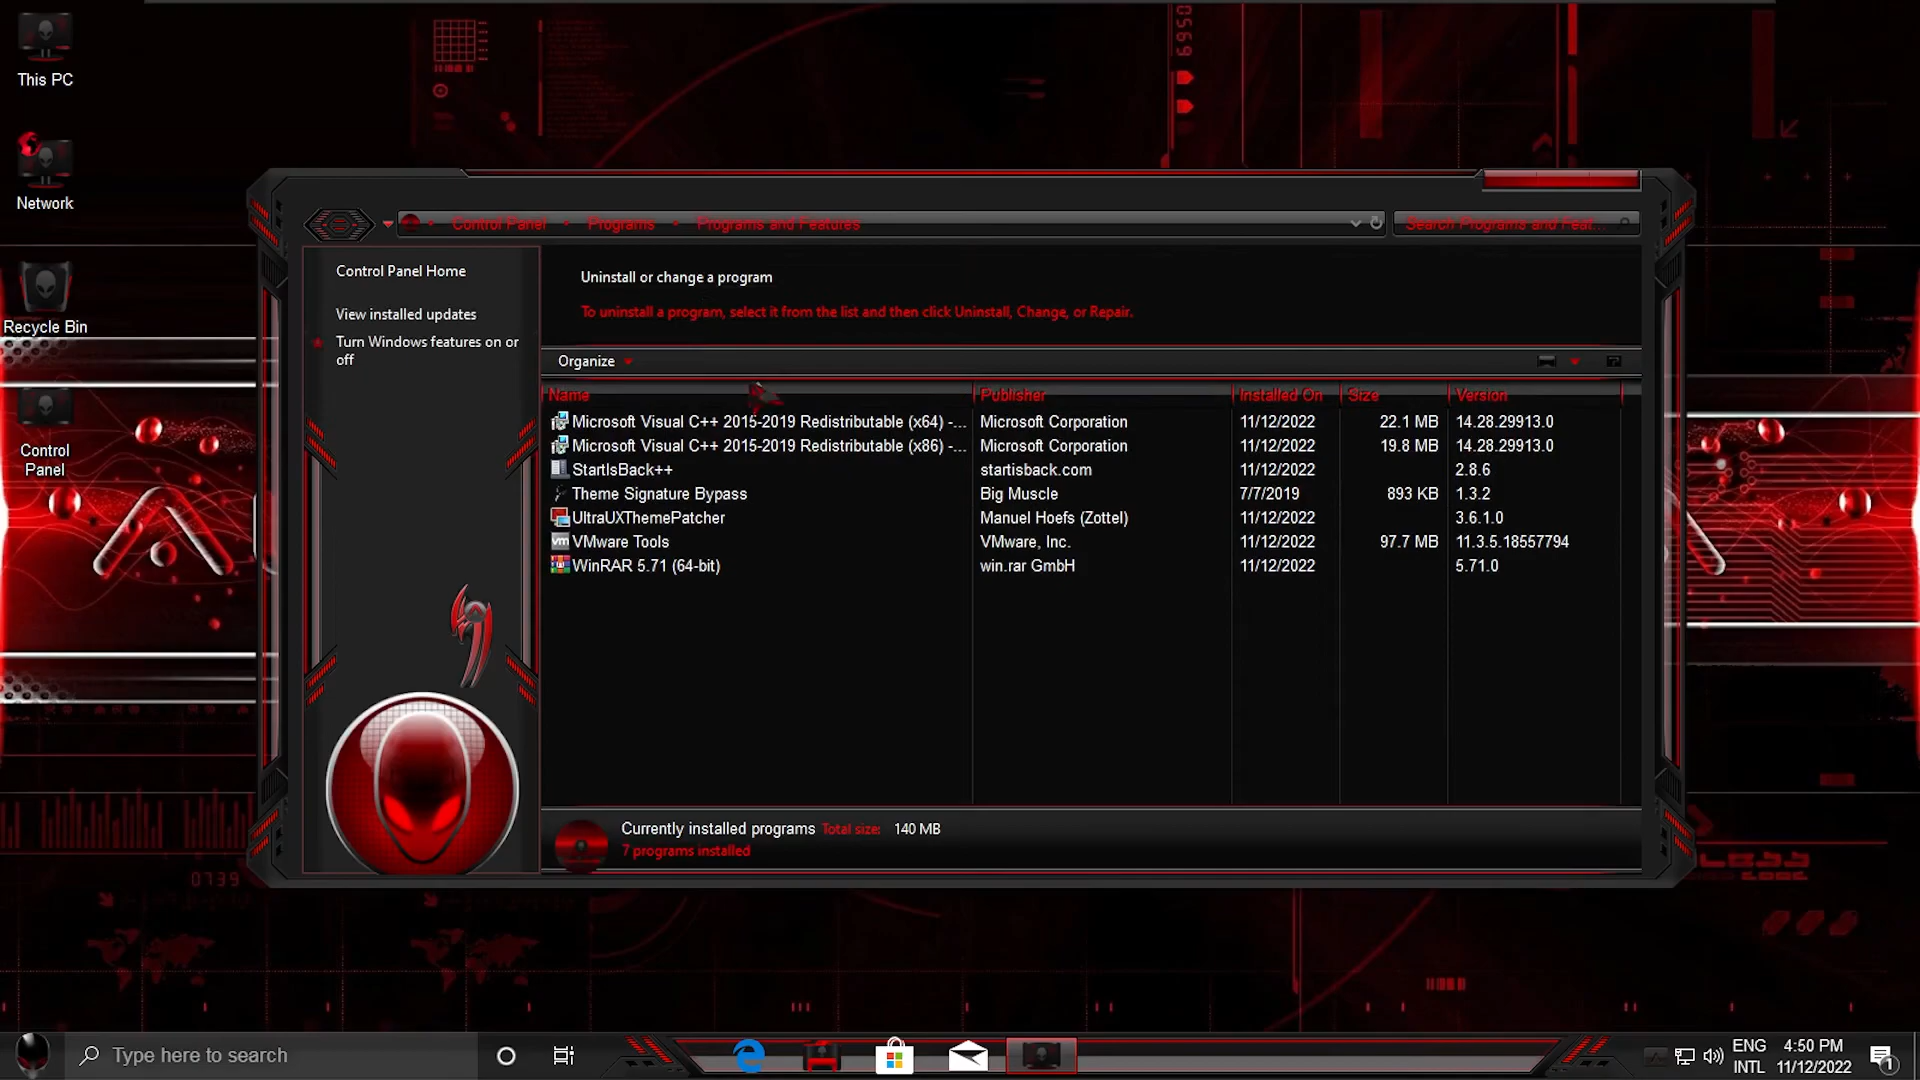 This PC
Network
Recycle Bin
Control
Panel
6950
Control Panel
Programs
Programs and Features
Search Programs and Feat...
Control Panel Home
View installed updates
Turn Windows features on or
off
Uninstall or change a program
To uninstall a program, select it from the list and then click Uninstall, Change, or Repair.
Organize
Name Publisher Installed On Size Version
Microsoft Visual C++ 2015-2019 Redistributable (x64) -... Microsoft Corporation 11/12/2022 22.1 MB 14.28.29913.0
Microsoft Visual C++ 2015-2019 Redistributable (x86) -... Microsoft Corporation 11/12/2022 19.8 MB 14.28.29913.0
StartIsBack++ startisback.com 11/12/2022 2.8.6
Theme Signature Bypass Big Muscle 7/7/2019 893 KB 1.3.2
UltraUXThemePatcher Manuel Hoefs (Zottel) 11/12/2022 3.6.1.0
VMware Tools VMware, Inc. 11/12/2022 97.7 MB 11.3.5.18557794
WinRAR 5.71 (64-bit) win.rar GmbH 11/12/2022 5.71.0
Currently installed programs Total size: 140 MB
7 programs installed
0739
Type here to search
ENG
INTL
4:50 PM
11/12/2022
1